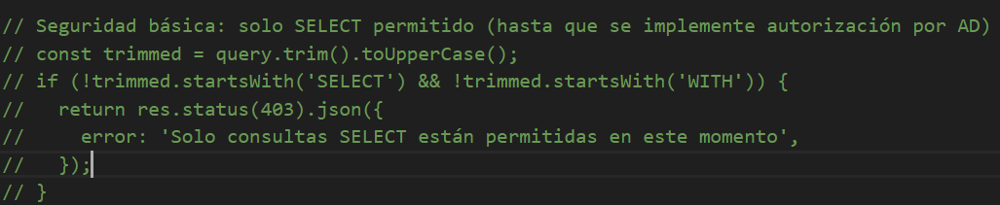 // Seguridad básica: solo SELECT permitido (hasta que se implemente autorización por AD)
// const trimmed = query.trim().toUpperCase();
// if (!trimmed.startsWith('SELECT') && !trimmed.startsWith('WITH')) {
//   return res.status(403).json({
//     error: 'Solo consultas SELECT están permitidas en este momento',
//   });
// }